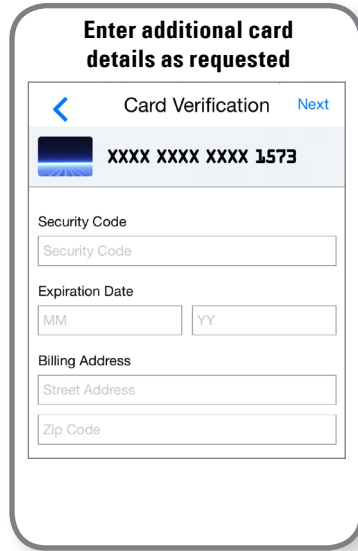 Enter additional card
details as requested
Card Verification Next
XXXX XXXX XXXX 1573
Security Code
Security Code
Expiration Date
MM YY
Billing Address
Street Address
Zip Code